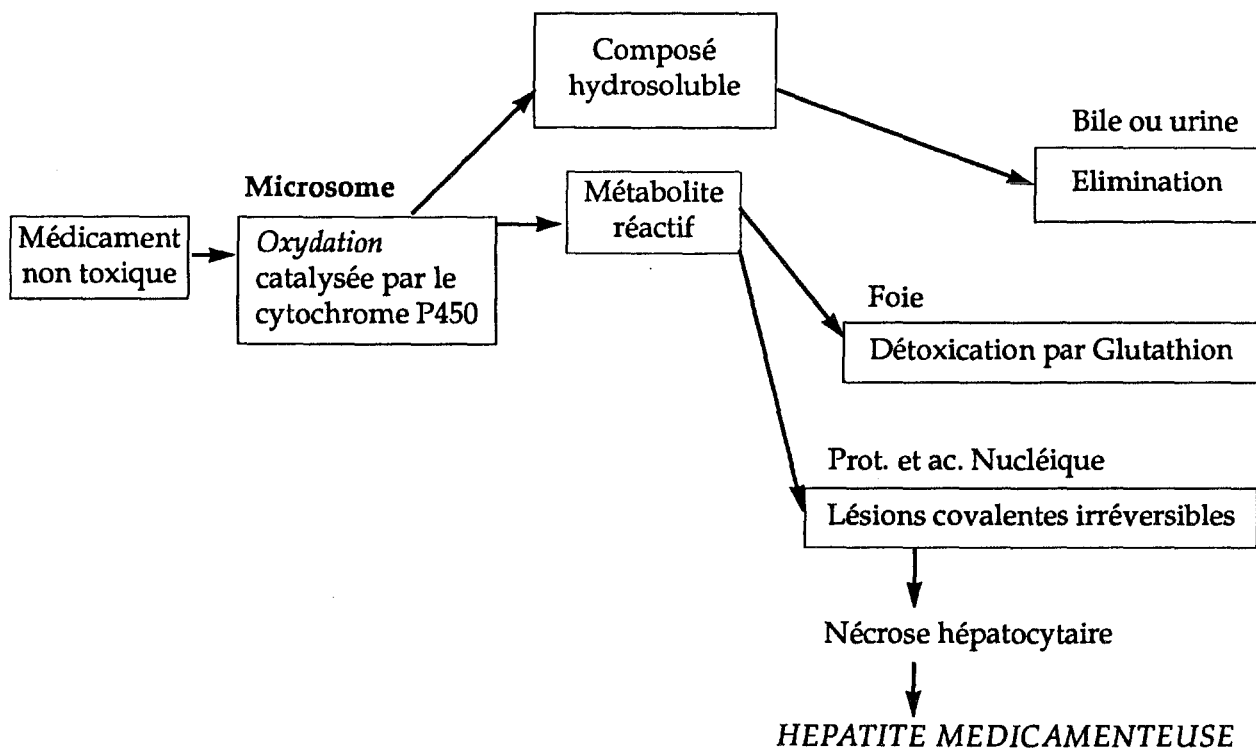 Composé
hydrosoluble
Bile ou urine
Elimination
Microsome
Médicament
non toxique
Oxydation
catalysée par le
cytochrome P450
Métabolite
réactif
Foie
Détoxication par Glutathion
Prot. et ac. Nucléique
Lésions covalentes irréversibles
Nécrose hépatocytaire
HEPATITE MEDICAMENTEUSE